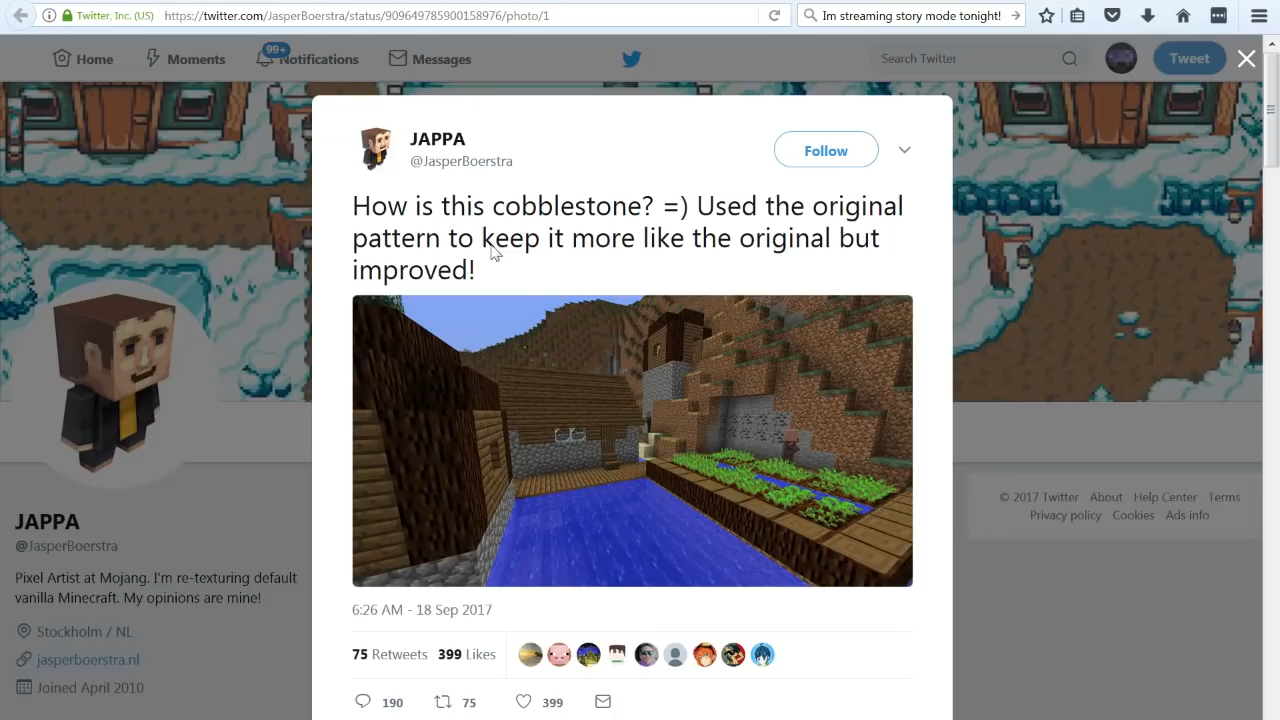 Twitter, Inc. (US)
https://twitter.com/JasperBoerstra/status/909649785900158976/photo/1
Im streaming story mode tonight!
Home
Moments
99+
Notifications
Messages
Search Twitter
Tweet
JAPPA
@JasperBoerstra
Follow
How is this cobblestone? =) Used the original
pattern to keep it more like the original but
improved!
6:26 AM - 18 Sep 2017
75 Retweets 399 Likes
190 75 399
JAPPA
@JasperBoerstra
Pixel Artist at Mojang. I'm re-texturing default
vanilla Minecraft. My opinions are mine!
Stockholm / NL
jasperboerstra.nl
Joined April 2010
© 2017 Twitter About Help Center Terms
Privacy policy Cookies Ads info